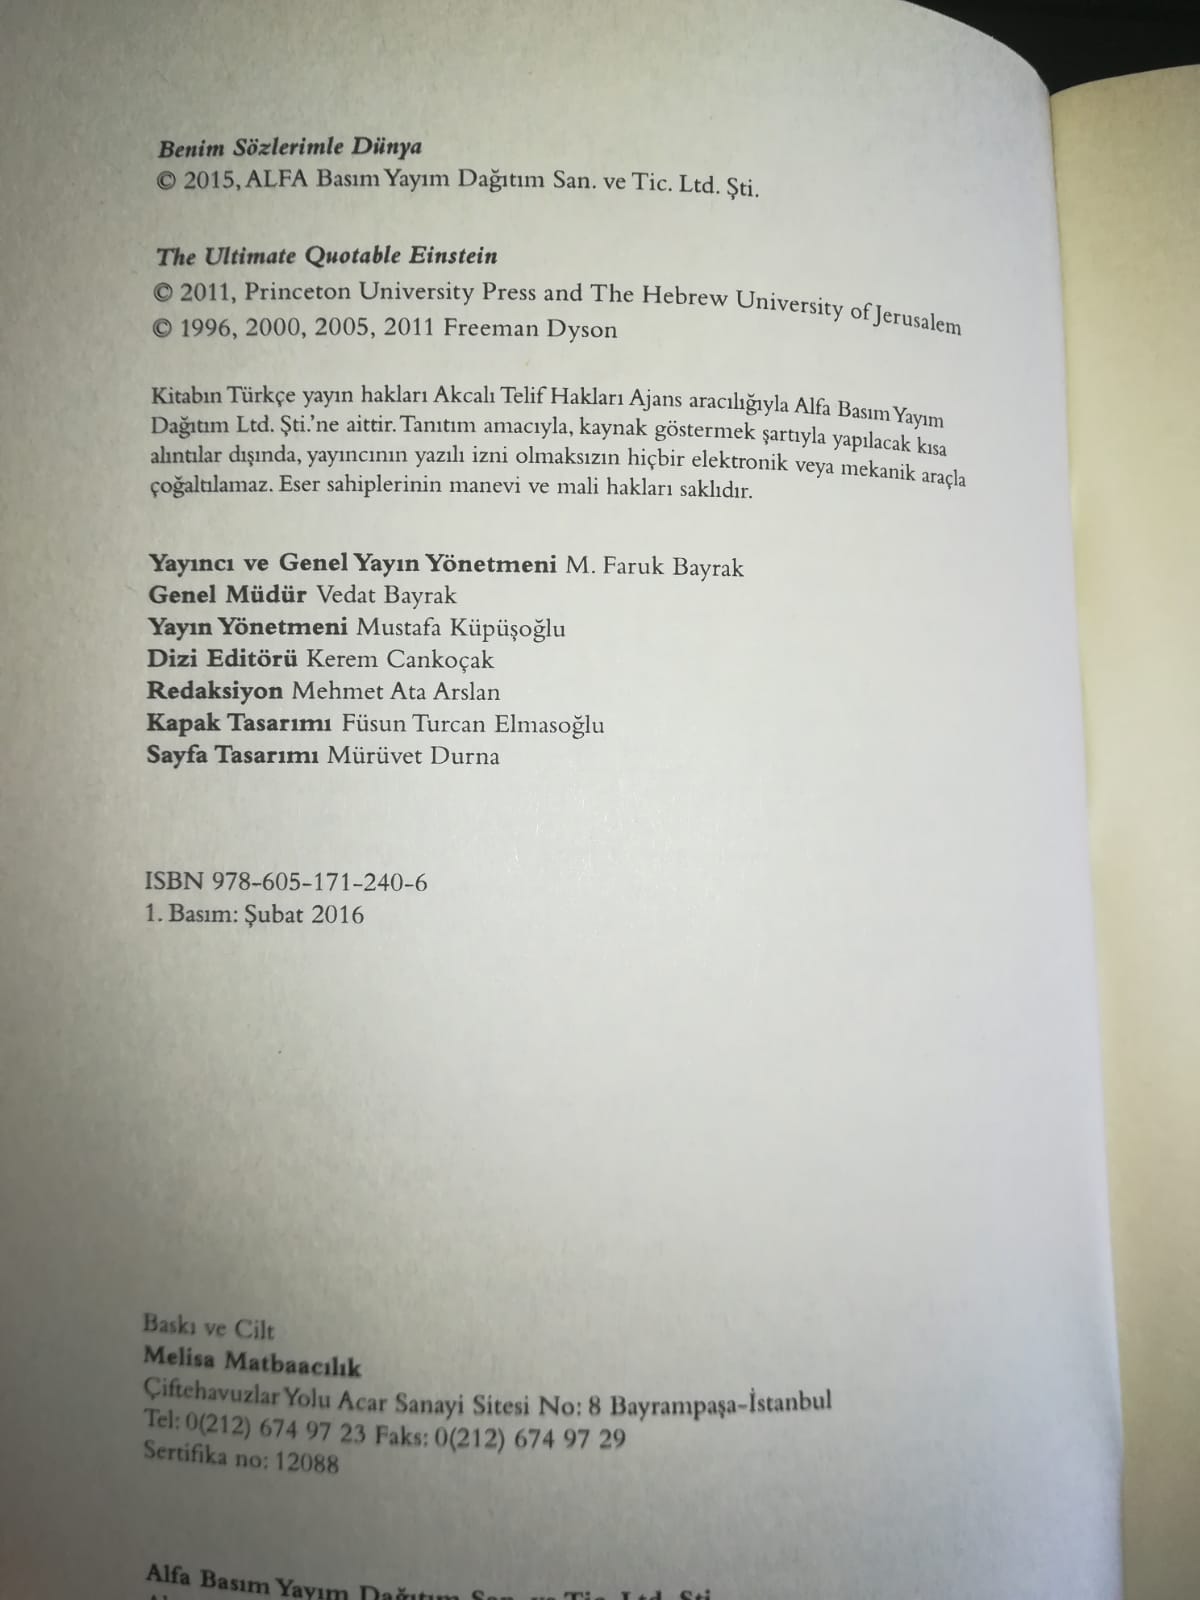 Benim Sözlerimle Dünya
© 2015, ALFA Basım Yayım Dağıtım San. ve Tic. Ltd. Şti.
The Ultimate Quotable Einstein
© 2011, Princeton University Press and The Hebrew University of Jerusalem
© 1996, 2000, 2005, 2011 Freeman Dyson
Kitabın Türkçe yayın hakları Akcalı Telif Hakları Ajans aracılığıyla Alfa Basım Yayım
Dağıtım Ltd. Şti.'ne aittir. Tanıtım amacıyla, kaynak göstermek şartıyla yapılacak kısa
alıntılar dışında, yayıncının yazılı izni olmaksızın hiçbir elektronik veya mekanik araçla
çoğaltılamaz. Eser sahiplerinin manevi ve mali hakları saklıdır.
Yayıncı ve Genel Yayın Yönetmeni M. Faruk Bayrak
Genel Müdür Vedat Bayrak
Yayın Yönetmeni Mustafa Küpüşoğlu
Dizi Editörü Kerem Cankoçak
Redaksiyon Mehmet Ata Arslan
Kapak Tasarımı Füsun Turcan Elmasoğlu
Sayfa Tasarımı Mürüvet Durna
ISBN 978-605-171-240-6
1. Basım: Şubat 2016
Baskı ve Cilt
Melisa Matbaacılık
Çiftehavuzlar Yolu Acar Sanayi Sitesi No: 8 Bayrampaşa-İstanbul
Tel: 0(212) 674 97 23 Faks: 0(212) 674 97 29
Sertifika no: 12088
Alfa Basım Yayım Dağıtım San. ve Tic. Ltd. Şti.